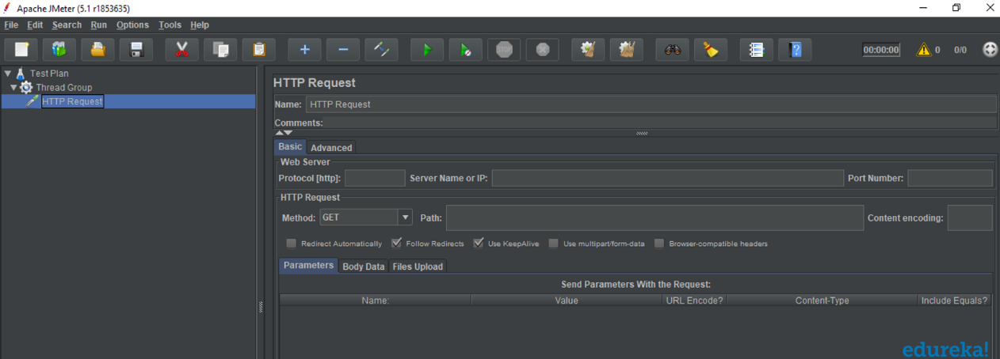 Apache JMeter (5.1 r1853635)
File Edit Search Run Options Tools Help
STOP 00:00:00 0 0/0
Test Plan
Thread Group
HTTP Request
HTTP Request
Name: HTTP Request
Comments:
Basic Advanced
Web Server
Protocol [http]: Server Name or IP: Port Number:
HTTP Request
Method: GET Path: Content encoding:
Redirect Automatically Follow Redirects Use KeepAlive Use multipart/form-data Browser-compatible headers
Parameters Body Data Files Upload
Send Parameters With the Request:
Name: Value URL Encode? Content-Type Include Equals?
edureka!